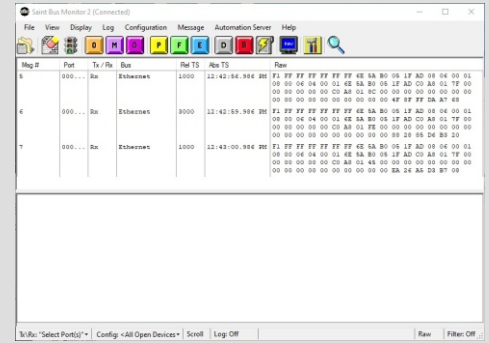 Saint Bus Monitor 2 (Connected)
File View Display Log Configuration Message Automation Server Help
O M D P F E D R
Msg # Port Tx / Rx Bus Rel TS Abs TS Raw
5 000... Rx Ethernet 1000 12:42:56.986 PM F1 FF FF FF FF FF FF 6E 5A B0 05 1F AD 08 06 00 01
08 00 06 04 00 01 6E 5A B0 05 1F AD C0 A8 01 7F 00
00 00 00 00 00 C0 A8 01 9C 00 00 00 00 00 00 00
00 00 00 00 00 00 00 00 00 00 4F 8F FF DA A7 68
6 000... Rx Ethernet 3000 12:42:59.986 PM F1 FF FF FF FF FF FF 6E 5A B0 05 1F AD 08 06 00 01
08 00 06 04 00 01 6E 5A B0 05 1F AD C0 A8 01 7F 00
00 00 00 00 00 C0 A8 01 FE 00 00 00 00 00 00 00
00 00 00 00 00 00 00 00 00 00 88 28 85 D6 B3 20
7 000... Rx Ethernet 1000 12:43:00.986 PM F1 FF FF FF FF FF FF 6E 5A B0 05 1F AD 08 06 00 01
08 00 06 04 00 01 6E 5A B0 05 1F AD C0 A8 01 7F 00
00 00 00 00 00 C0 A8 01 45 00 00 00 00 00 00 00
00 00 00 00 00 00 00 00 00 00 EA 26 A5 D3 B7 08
Tx\Rx: "Select Port(s)" Config: <All Open Devices Scroll Log: Off Raw Filter: Off